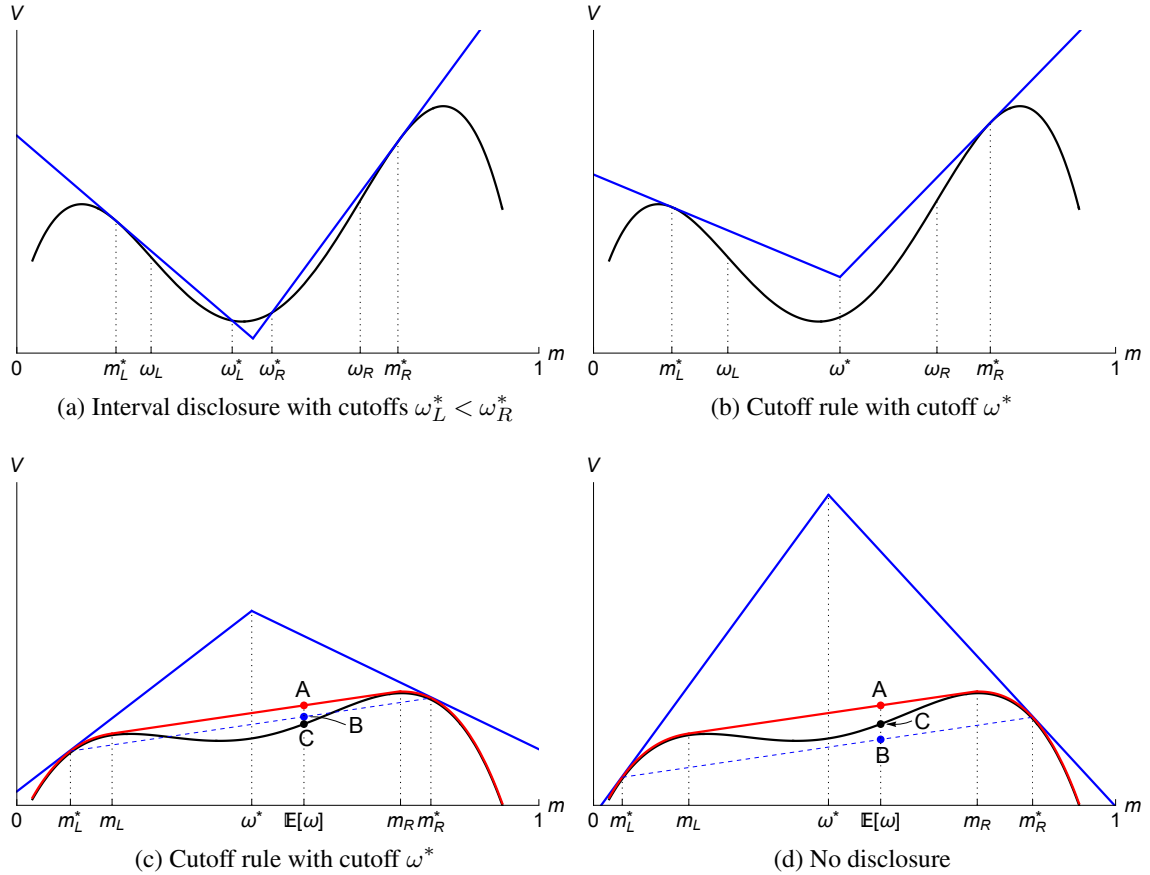 V
V
0 m*L ωL ω*L ω*R ωR m*R 1 m
0 m*L ωL ω* ωR m*R 1 m
(a) Interval disclosure with cutoffs ω*L < ω*R
(b) Cutoff rule with cutoff ω*
V
V
A
B
C
A
C
B
0 m*L mL ω* 𝔼[ω] mR m*R 1 m
0 m*L mL ω* 𝔼[ω] mR m*R 1 m
(c) Cutoff rule with cutoff ω*
(d) No disclosure